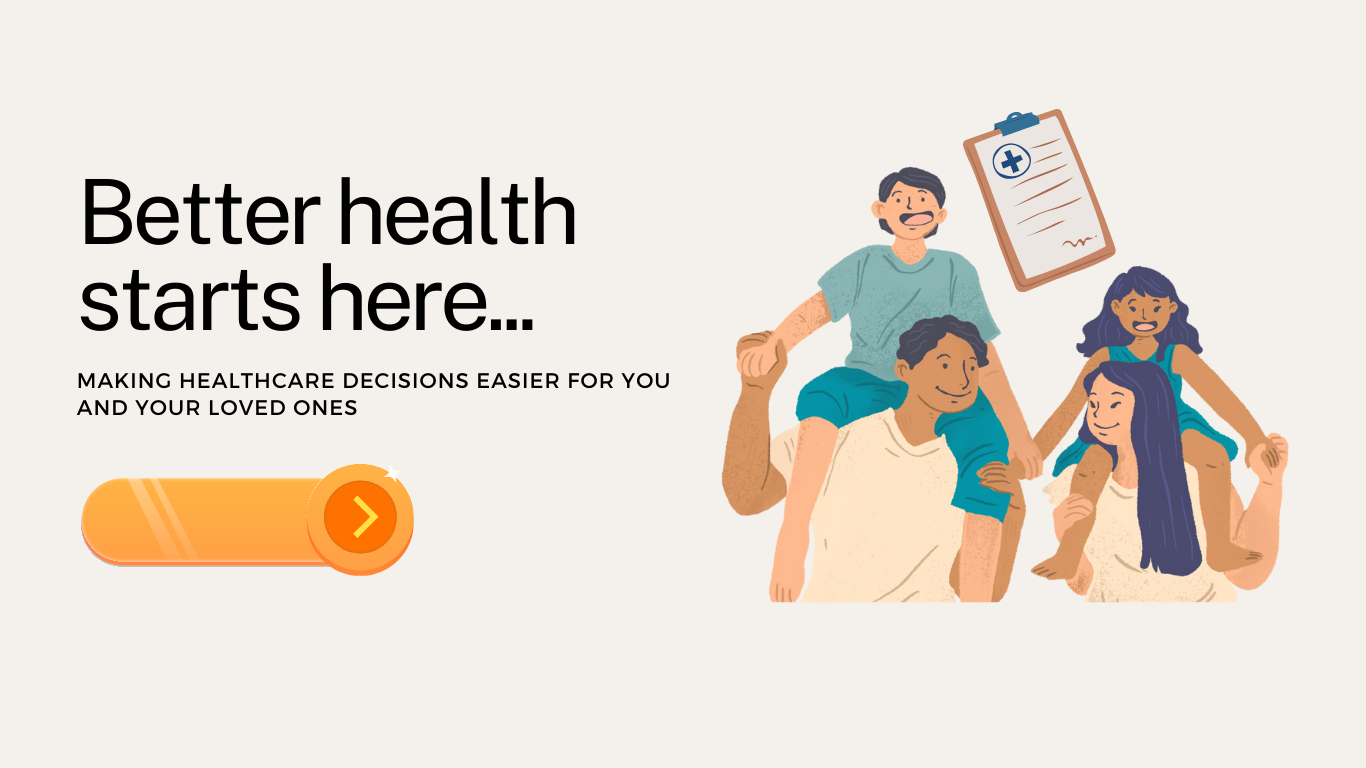 Better health
starts here...
MAKING HEALTHCARE DECISIONS EASIER FOR YOU
AND YOUR LOVED ONES